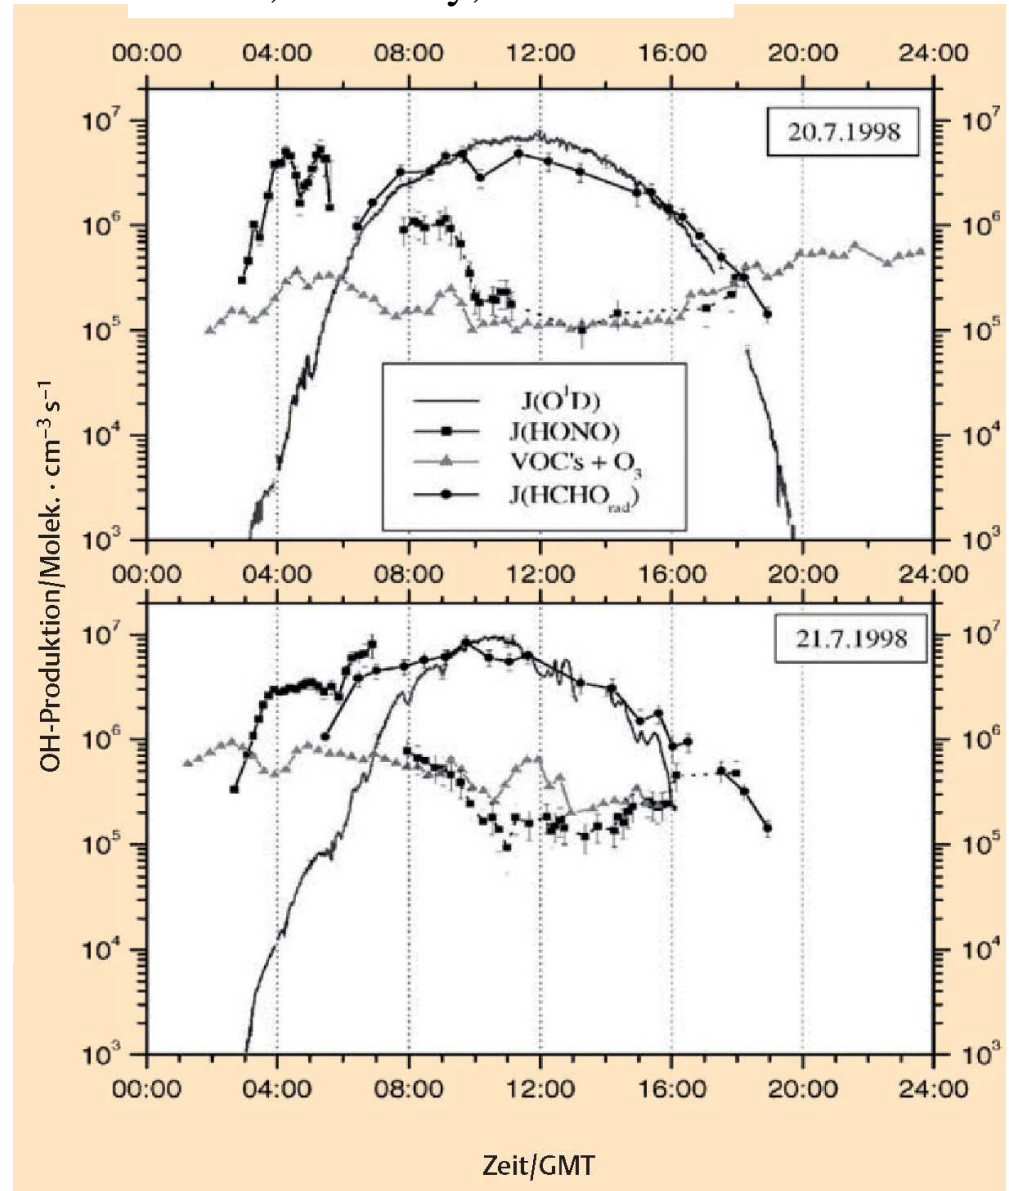 00:00 04:00 08:00 12:00 16:00 20:00 24:00
10⁷ 10⁷
20.7.1998
10⁶ 10⁶
10⁵ 10⁵
J(O¹D)
J(HONO)
VOC's + O₃
J(HCHO_rad)
10⁴ 10⁴
10³ 10³
00:00 04:00 08:00 12:00 16:00 20:00 24:00
10⁷ 10⁷
21.7.1998
10⁶ 10⁶
10⁵ 10⁵
10⁴ 10⁴
10³ 10³
00:00 04:00 08:00 12:00 16:00 20:00 24:00
OH-Produktion/Molek. · cm⁻³ s⁻¹
Zeit/GMT